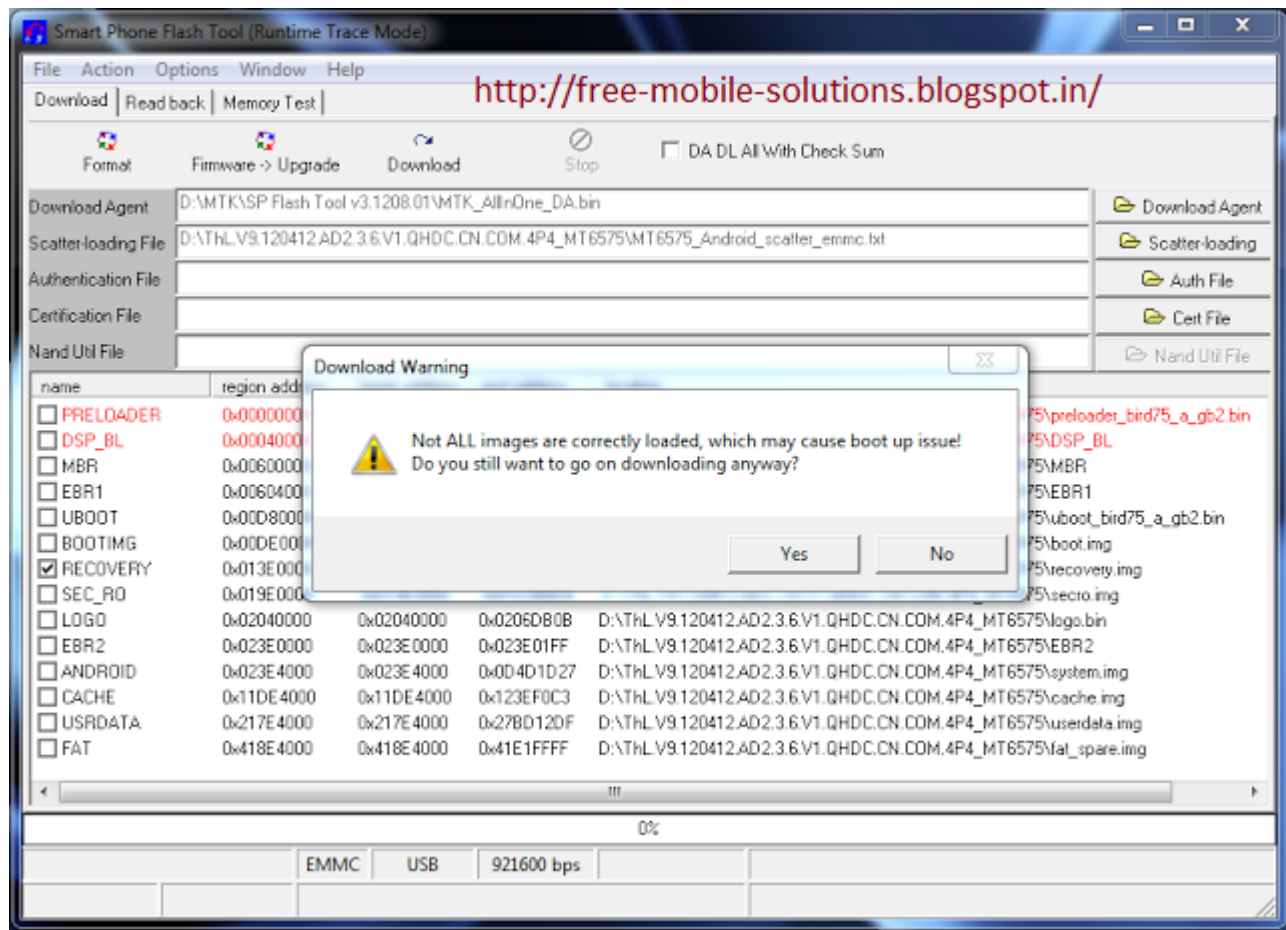 Smart Phone Flash Tool (Runtime Trace Mode)
File Action Options Window Help
http://free-mobile-solutions.blogspot.in/
Download Read back Memory Test
Format Firmware -> Upgrade Download Stop DA DL All With Check Sum
Download Agent D:\MTK\SP Flash Tool v3.1208.01\MTK_AllInOne_DA.bin Download Agent
Scatter-loading File D:\ThL.V9.120412.AD2.3.6.V1.QHDC.CN.COM.4P4_MT6575\MT6575_Android_scatter_emmc.txt Scatter-loading
Authentication File Auth File
Certification File Cert File
Nand Util File Nand Util File
Download Warning
Not ALL images are correctly loaded, which may cause boot up issue!
Do you still want to go on downloading anyway?
Yes No
name region add
PRELOADER 0x0000000 75\preloader_bird75_a_gb2.bin
DSP_BL 0x0004000 75\DSP_BL
MBR 0x0060000 75\MBR
EBR1 0x0060400 75\EBR1
UBOOT 0x00D8000 75\uboot_bird75_a_gb2.bin
BOOTIMG 0x00DE00 75\boot.img
RECOVERY 0x013E000 75\recovery.img
SEC_RO 0x019E000 75\secro.img
LOGO 0x02040000 0x02040000 0x0206DB0B D:\ThL.V9.120412.AD2.3.6.V1.QHDC.CN.COM.4P4_MT6575\logo.bin
EBR2 0x023E0000 0x023E0000 0x023E01FF D:\ThL.V9.120412.AD2.3.6.V1.QHDC.CN.COM.4P4_MT6575\EBR2
ANDROID 0x023E4000 0x023E4000 0x0D4D1D27 D:\ThL.V9.120412.AD2.3.6.V1.QHDC.CN.COM.4P4_MT6575\system.img
CACHE 0x11DE4000 0x11DE4000 0x123EF0C3 D:\ThL.V9.120412.AD2.3.6.V1.QHDC.CN.COM.4P4_MT6575\cache.img
USRDATA 0x217E4000 0x217E4000 0x27BD12DF D:\ThL.V9.120412.AD2.3.6.V1.QHDC.CN.COM.4P4_MT6575\userdata.img
FAT 0x418E4000 0x418E4000 0x41E1FFFF D:\ThL.V9.120412.AD2.3.6.V1.QHDC.CN.COM.4P4_MT6575\fat_spare.img
0%
EMMC USB 921600 bps